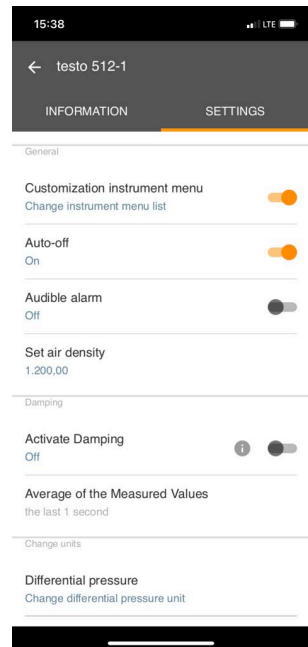 15:38
LTE
← testo 512-1
INFORMATION SETTINGS
General
Customization instrument menu
Change instrument menu list
Auto-off
On
Audible alarm
Off
Set air density
1.200,00
Damping
Activate Damping
Off
Average of the Measured Values
the last 1 second
Change units
Differential pressure
Change differential pressure unit